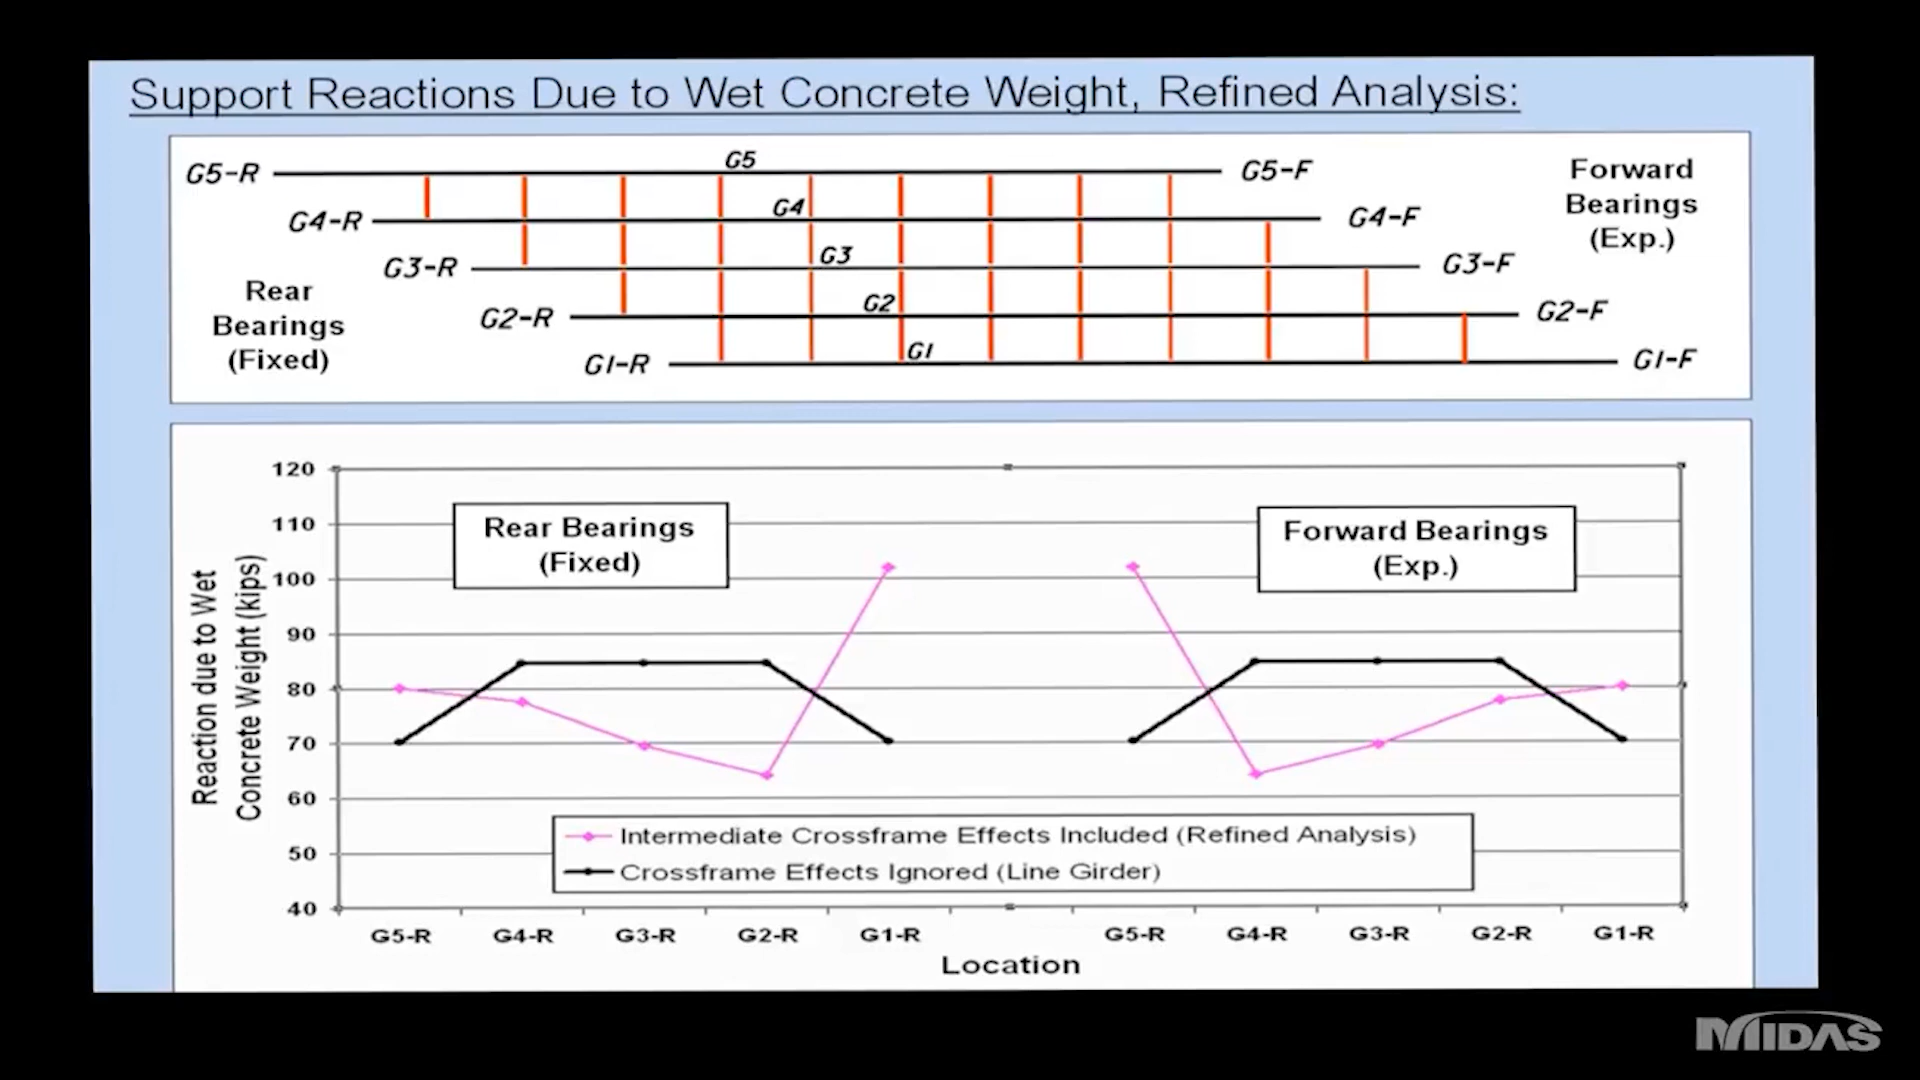 Support Reactions Due to Wet Concrete Weight, Refined Analysis:
G5-R
G5
G5-F
Forward
Bearings
(Exp.)
G4-R
G4
G4-F
G3-R
G3
G3-F
Rear
Bearings
(Fixed)
G2-R
G2
G2-F
G1-R
G1
G1-F
Reaction due to Wet
Concrete Weight (kips)
120
110
100
90
80
70
60
50
40
Rear Bearings
(Fixed)
Forward Bearings
(Exp.)
Intermediate Crossframe Effects Included (Refined Analysis)
Crossframe Effects Ignored (Line Girder)
G5-R G4-R G3-R G2-R G1-R G5-R G4-R G3-R G2-R G1-R
Location
MIDAS